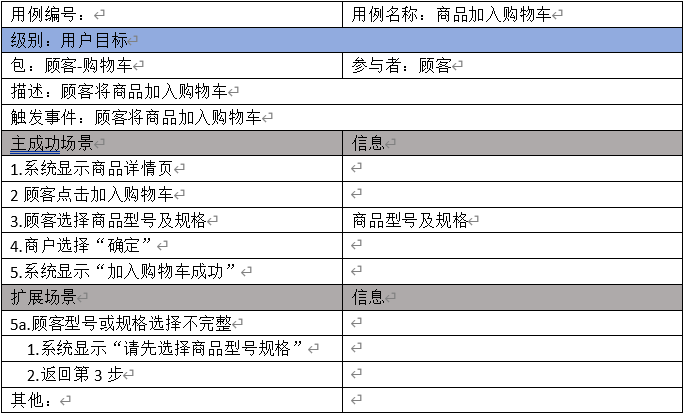 用例编号：
用例名称：商品加入购物车
级别：用户目标
包：顾客-购物车
参与者：顾客
描述：顾客将商品加入购物车
触发事件：顾客将商品加入购物车
主成功场景
信息
1.系统显示商品详情页
2 顾客点击加入购物车
3.顾客选择商品型号及规格
商品型号及规格
4.商户选择“确定”
5.系统显示“加入购物车成功”
扩展场景
信息
5a.顾客型号或规格选择不完整
1.系统显示“请先选择商品型号规格”
2.返回第 3 步
其他：